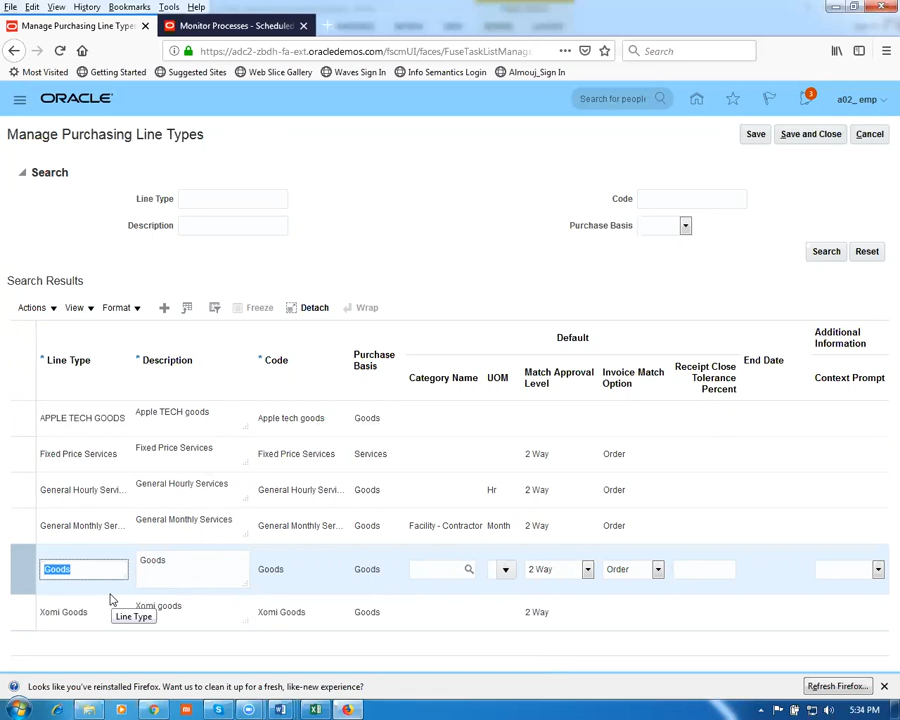 File Edit View History Bookmarks Tools Help
Manage Purchasing Line Types × Monitor Processes - Scheduled ×
https://adc2-zbdh-fa-ext.oracledemos.com/fscmUI/faces/FuseTaskListManag Search
Most Visited Getting Started Suggested Sites Web Slice Gallery Waves Sign In Info Semantics Login Almouj_Sign In
ORACLE Search for people 3 a02_ emp
Manage Purchasing Line Types Save Save and Close Cancel
Search
Line Type Code
Description Purchase Basis
Search Reset
Search Results
Actions View Format Freeze Detach Wrap
Default
Additional Information
* Line Type * Description * Code Purchase Basis Category Name UOM Match Approval Level Invoice Match Option Receipt Close Tolerance Percent End Date Context Prompt
APPLE TECH GOODS Apple TECH goods Apple tech goods Goods
Fixed Price Services Fixed Price Services Fixed Price Services Services 2 Way Order
General Hourly Servi... General Hourly Services General Hourly Servi... Goods Hr 2 Way Order
General Monthly Ser... General Monthly Services General Monthly Ser... Goods Facility - Contractor Month 2 Way Order
Goods Goods Goods Goods 2 Way Order
Xomi Goods Xomi goods Xomi Goods Goods 2 Way
Line Type
Looks like you've reinstalled Firefox. Want us to clean it up for a fresh, like-new experience? Refresh Firefox...
5:34 PM